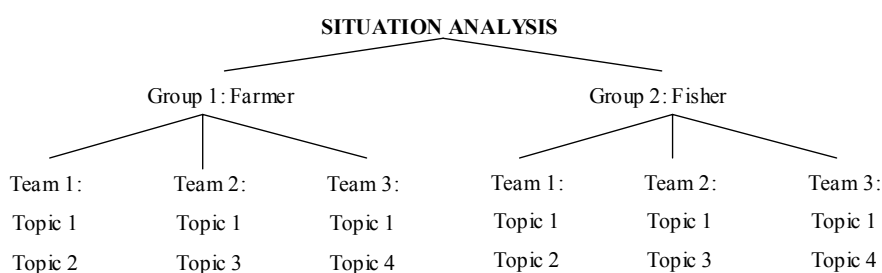 SITUATION ANALYSIS
Group 1: Farmer Group 2: Fisher
Team 1: Team 2: Team 3: Team 1: Team 2: Team 3:
Topic 1 Topic 1 Topic 1 Topic 1 Topic 1 Topic 1
Topic 2 Topic 3 Topic 4 Topic 2 Topic 3 Topic 4